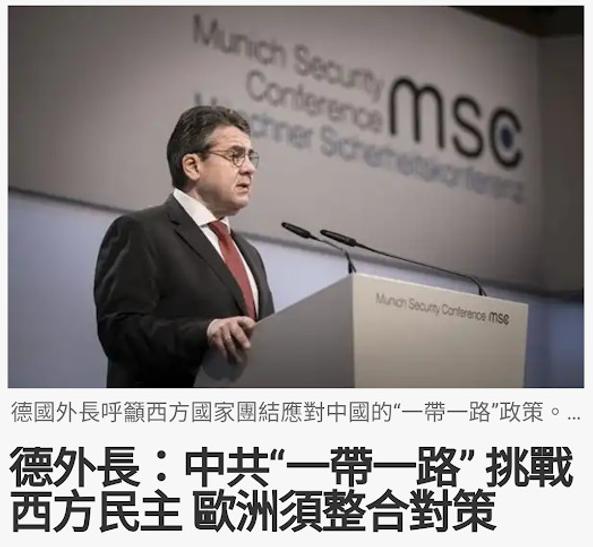 Munich Security
Conference
msc
Münchner Sicherheitskonferenz
Munich Security Conference msc
德國外長呼籲西方國家團結應對中國的“一帶一路”政策。...
德外長：中共“一帶一路” 挑戰
西方民主 歐洲須整合對策